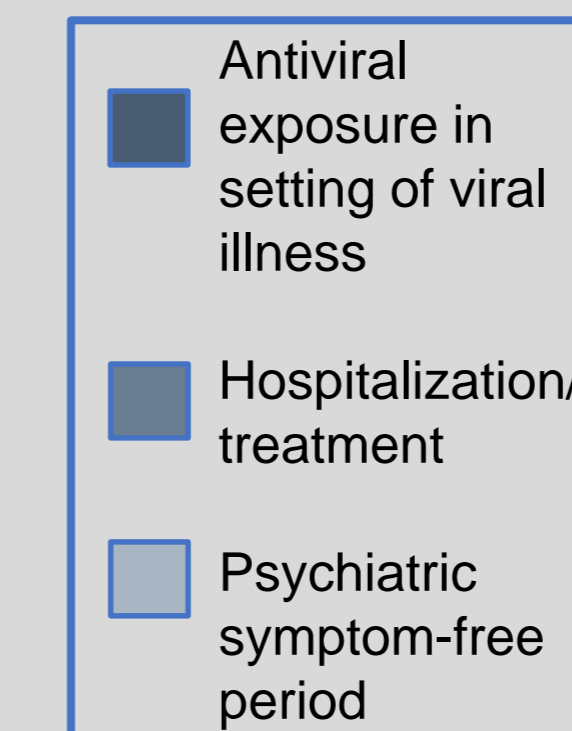 Antiviral
exposure in
setting of viral
illness
Hospitalization/
treatment
Psychiatric
symptom-free
period